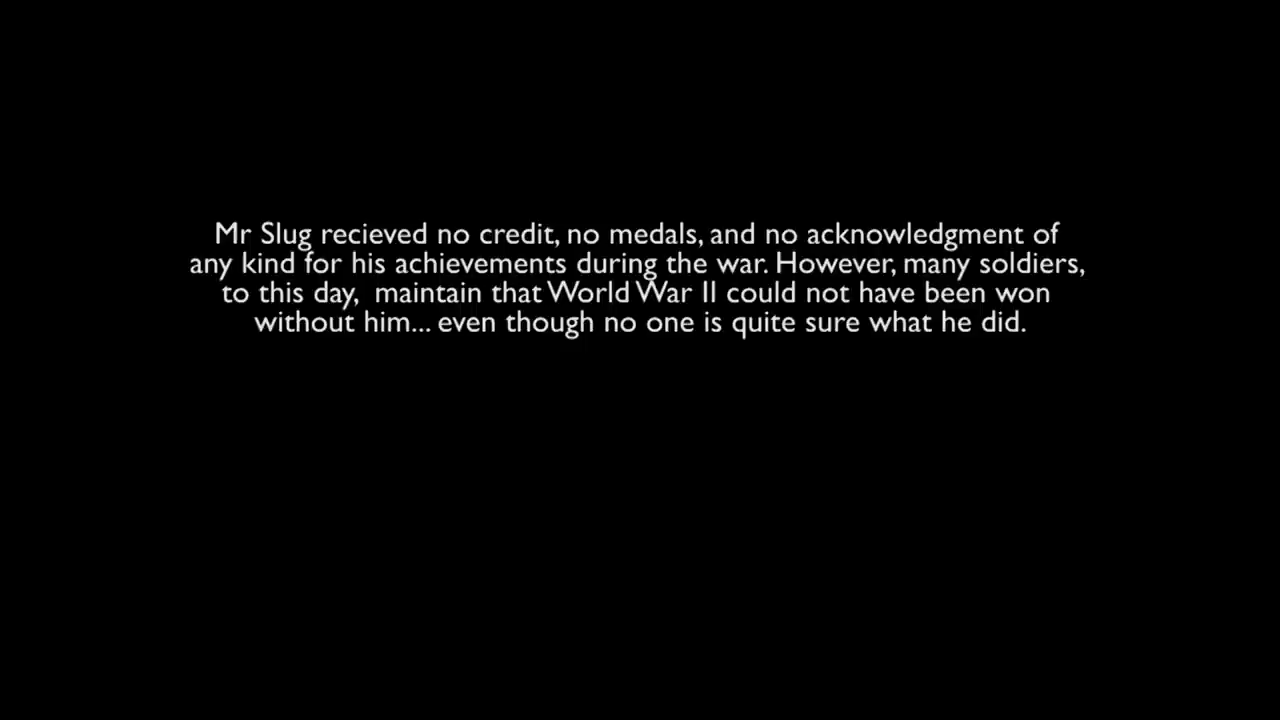 Mr Slug recieved no credit, no medals, and no acknowledgment of
any kind for his achievements during the war. However, many soldiers,
to this day,  maintain that World War II could not have been won
without him... even though no one is quite sure what he did.